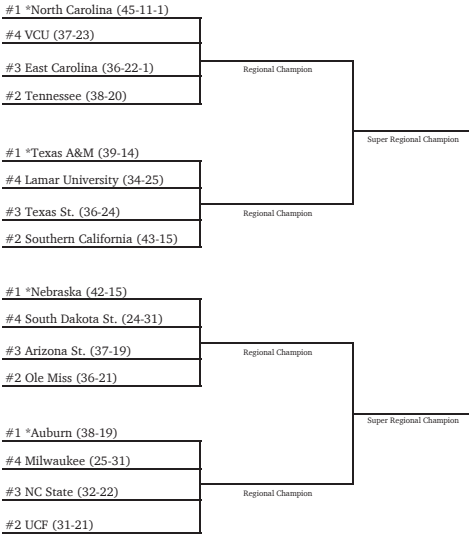 #1 *North Carolina (45-11-1)
#4 VCU (37-23)
#3 East Carolina (36-22-1)
#2 Tennessee (38-20)
Regional Champion
Super Regional Champion
#1 *Texas A&M (39-14)
#4 Lamar University (34-25)
#3 Texas St. (36-24)
#2 Southern California (43-15)
Regional Champion
#1 *Nebraska (42-15)
#4 South Dakota St. (24-31)
#3 Arizona St. (37-19)
#2 Ole Miss (36-21)
Regional Champion
Super Regional Champion
#1 *Auburn (38-19)
#4 Milwaukee (25-31)
#3 NC State (32-22)
#2 UCF (31-21)
Regional Champion